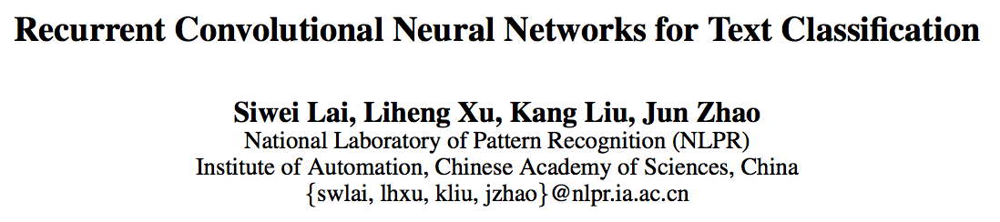 Recurrent Convolutional Neural Networks for Text Classification
Siwei Lai, Liheng Xu, Kang Liu, Jun Zhao
National Laboratory of Pattern Recognition (NLPR)
Institute of Automation, Chinese Academy of Sciences, China
{swlai, lhxu, kliu, jzhao}@nlpr.ia.ac.cn